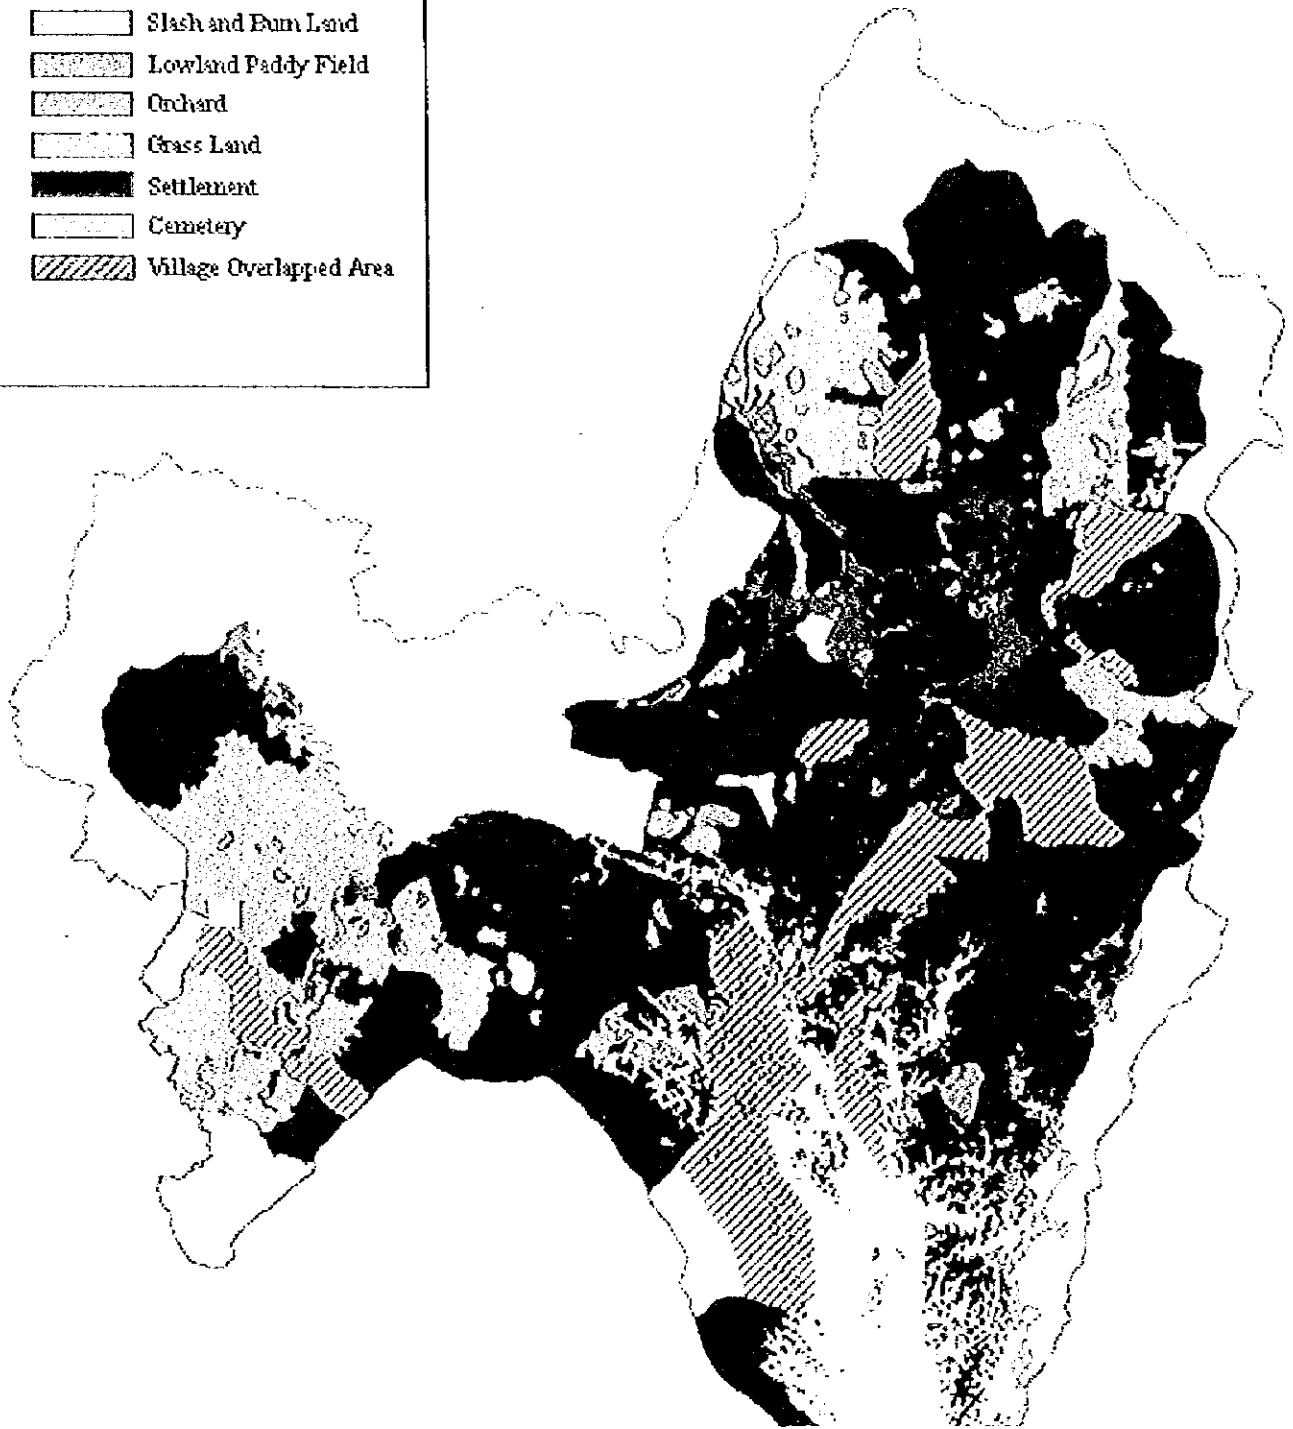 Slash and Burn Land
Lowland Paddy Field
Orchard
Grass Land
Settlement
Cemetery
Village Overlapped Area